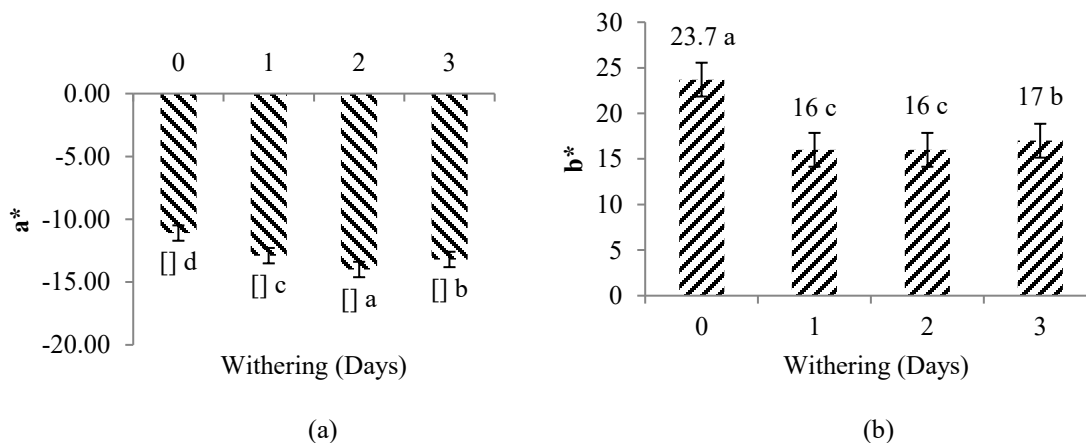 0 1 2 3
0.00
-5.00
-10.00
-15.00
-20.00
a*
[] d [] c [] a [] b
Withering (Days)
(a)
30
25
20
15
10
5
0
b*
23.7 a 16 c 16 c 17 b
0 1 2 3
Withering (Days)
(b)